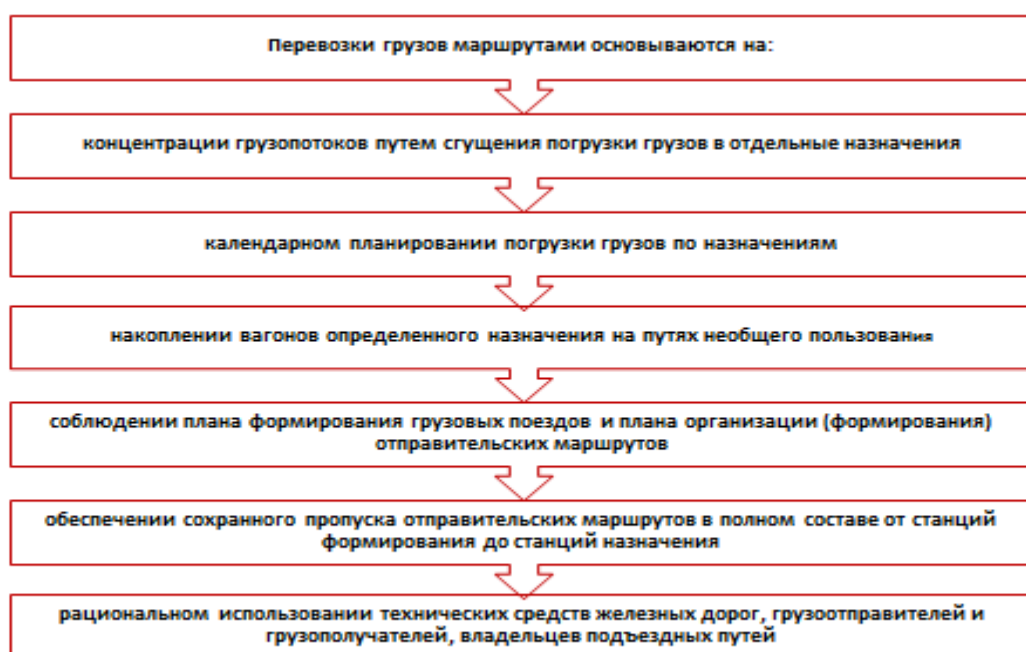 Перевозки грузов маршрутами основываются на:
концентрации грузопотоков путем сгущения погрузки грузов в отдельные назначения
календарном планировании погрузки грузов по назначениям
накоплении вагонов определенного назначения на путях необщего пользования
соблюдении плана формирования грузовых поездов и плана организации (формирования)
отправительских маршрутов
обеспечении сохранного пропуска отправительских маршрутов в полном составе от станций
формирования до станций назначения
рациональном использовании технических средств железных дорог, грузоотправителей и
грузополучателей, владельцев подъездных путей